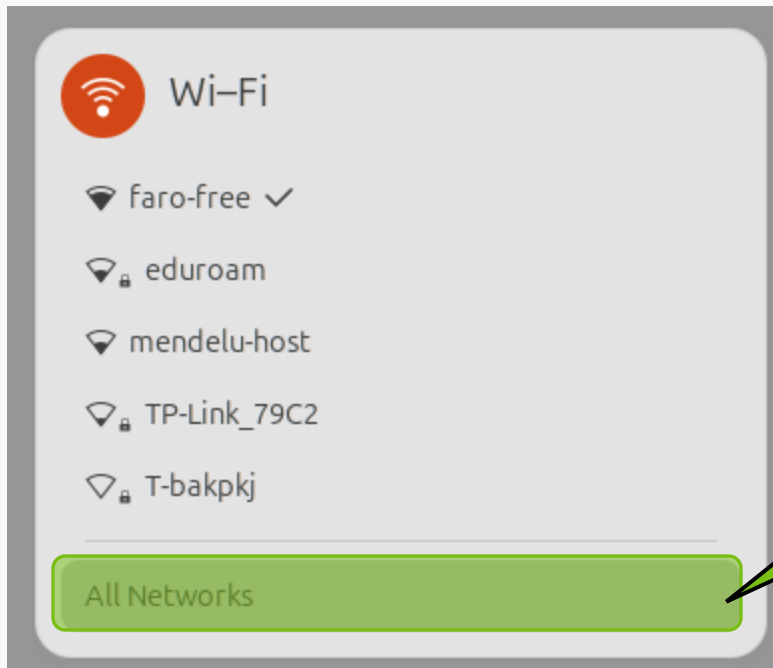 Wi–Fi
faro-free
eduroam
mendelu-host
TP-Link_79C2
T-bakpkj
All Networks